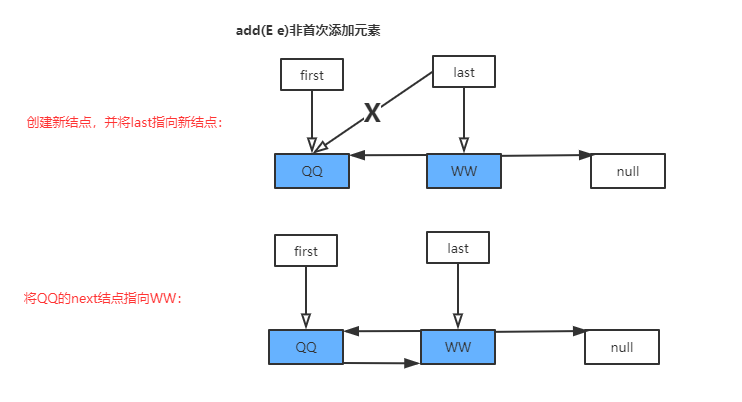 add(E e)非首次添加元素
first
last
创建新结点，并将last指向新结点：
X
QQ
WW
null
first
last
将QQ的next结点指向WW：
QQ
WW
null